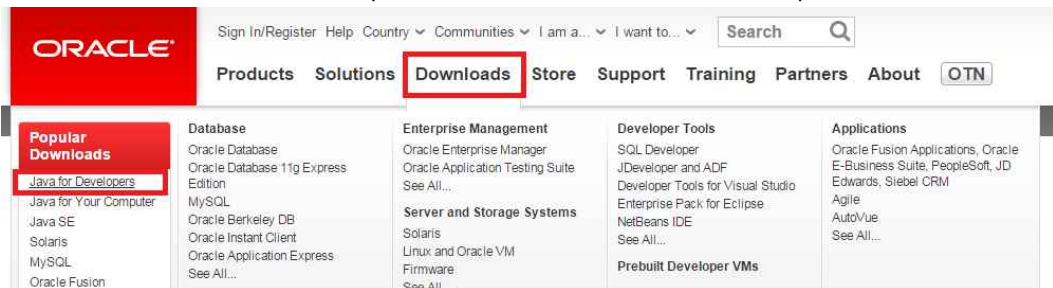 ORACLE
Sign In/Register Help Country Communities I am a... I want to... Search
Products Solutions Downloads Store Support Training Partners About OTN
Popular
Downloads
Java for Developers
Java for Your Computer
Java SE
Solaris
MySQL
Oracle Fusion
Database
Oracle Database
Oracle Database 11g Express
Edition
MySQL
Oracle Berkeley DB
Oracle Instant Client
Oracle Application Express
See All...
Enterprise Management
Oracle Enterprise Manager
Oracle Application Testing Suite
See All...
Server and Storage Systems
Solaris
Linux and Oracle VM
Firmware
See All
Developer Tools
SQL Developer
JDeveloper and ADF
Developer Tools for Visual Studio
Enterprise Pack for Eclipse
NetBeans IDE
See All...
Prebuilt Developer VMs
Applications
Oracle Fusion Applications, Oracle
E-Business Suite, PeopleSoft, JD
Edwards, Siebel CRM
Agile
AutoVue
See All...